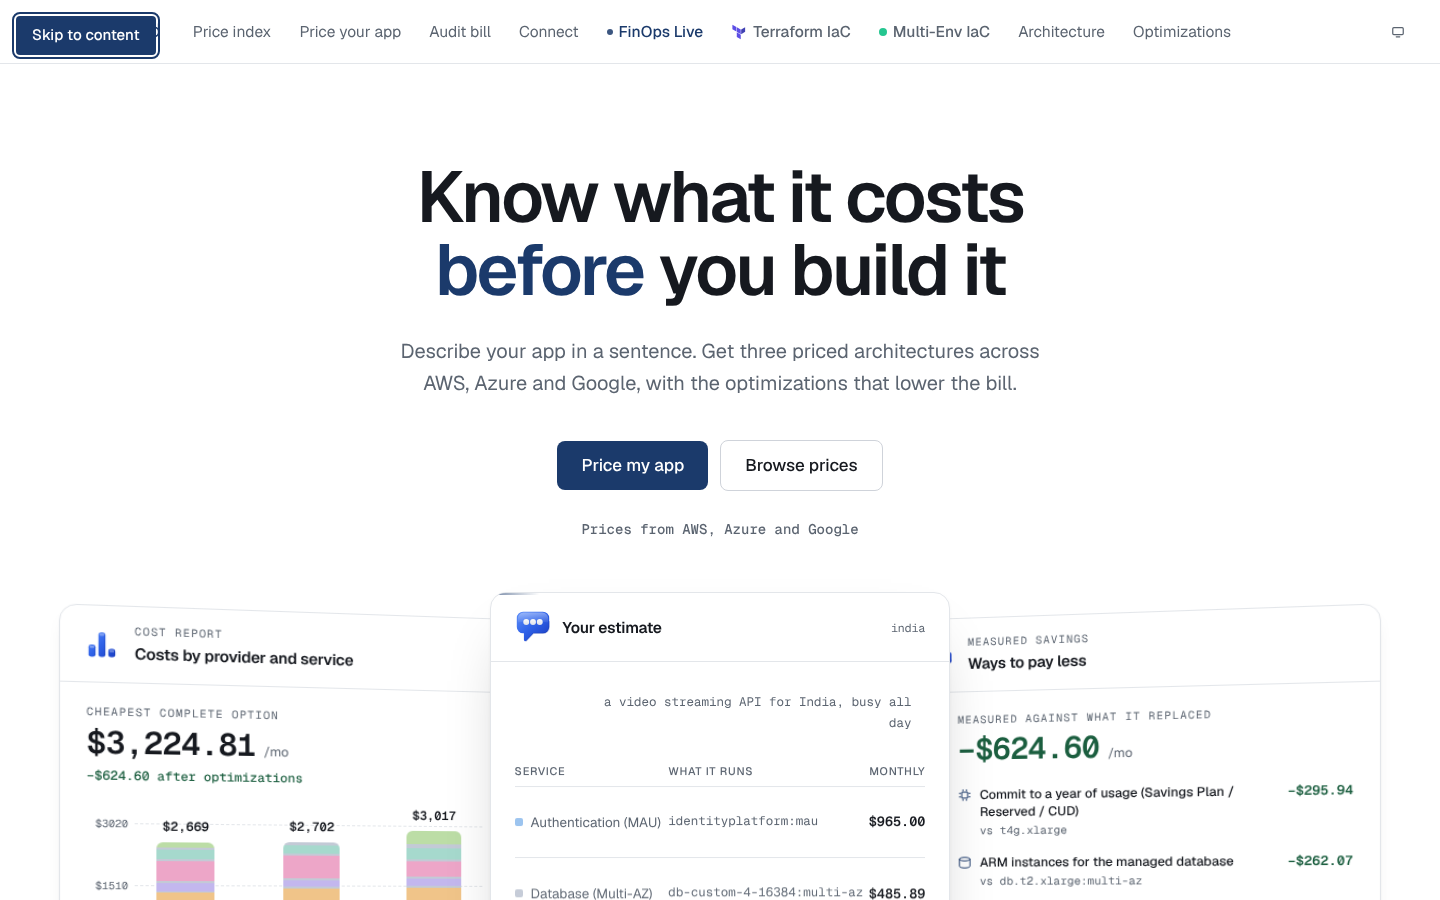 Skip to content
Price index
Price your app
Audit bill
Connect
FinOps Live
Terraform IaC
Multi-Env IaC
Architecture
Optimizations
Know what it costs
before you build it
Describe your app in a sentence. Get three priced architectures across
AWS, Azure and Google, with the optimizations that lower the bill.
Price my app
Browse prices
Prices from AWS, Azure and Google
COST REPORT
Costs by provider and service
CHEAPEST COMPLETE OPTION
$3,224.81 /mo
−$624.60 after optimizations
$3020
$2,669
$2,702
$3,017
$1510
Your estimate
india
a video streaming API for India, busy all
day
SERVICE WHAT IT RUNS MONTHLY
Authentication (MAU) identityplatform:mau $965.00
Database (Multi-AZ) db-custom-4-16384:multi-az $485.89
MEASURED SAVINGS
Ways to pay less
MEASURED AGAINST WHAT IT REPLACED
−$624.60 /mo
Commit to a year of usage (Savings Plan / −$295.94
Reserved / CUD)
vs t4g.xlarge
ARM instances for the managed database −$262.07
vs db.t2.xlarge:multi-az